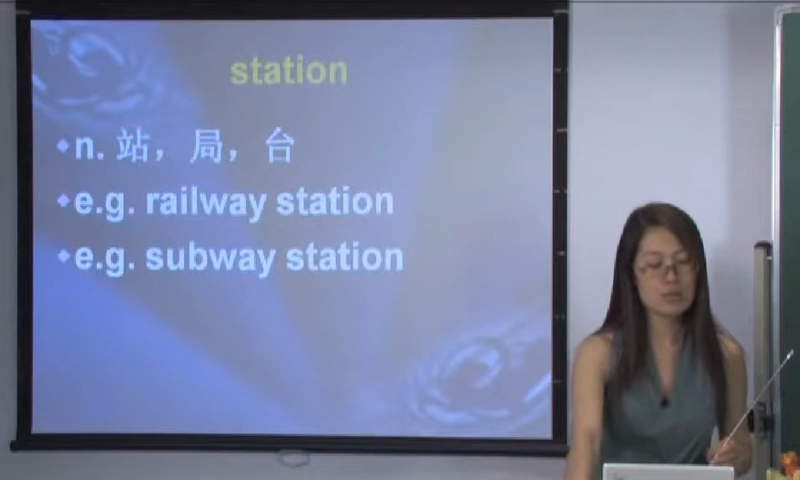 station
n. 站，局，台
e.g. railway station
e.g. subway station